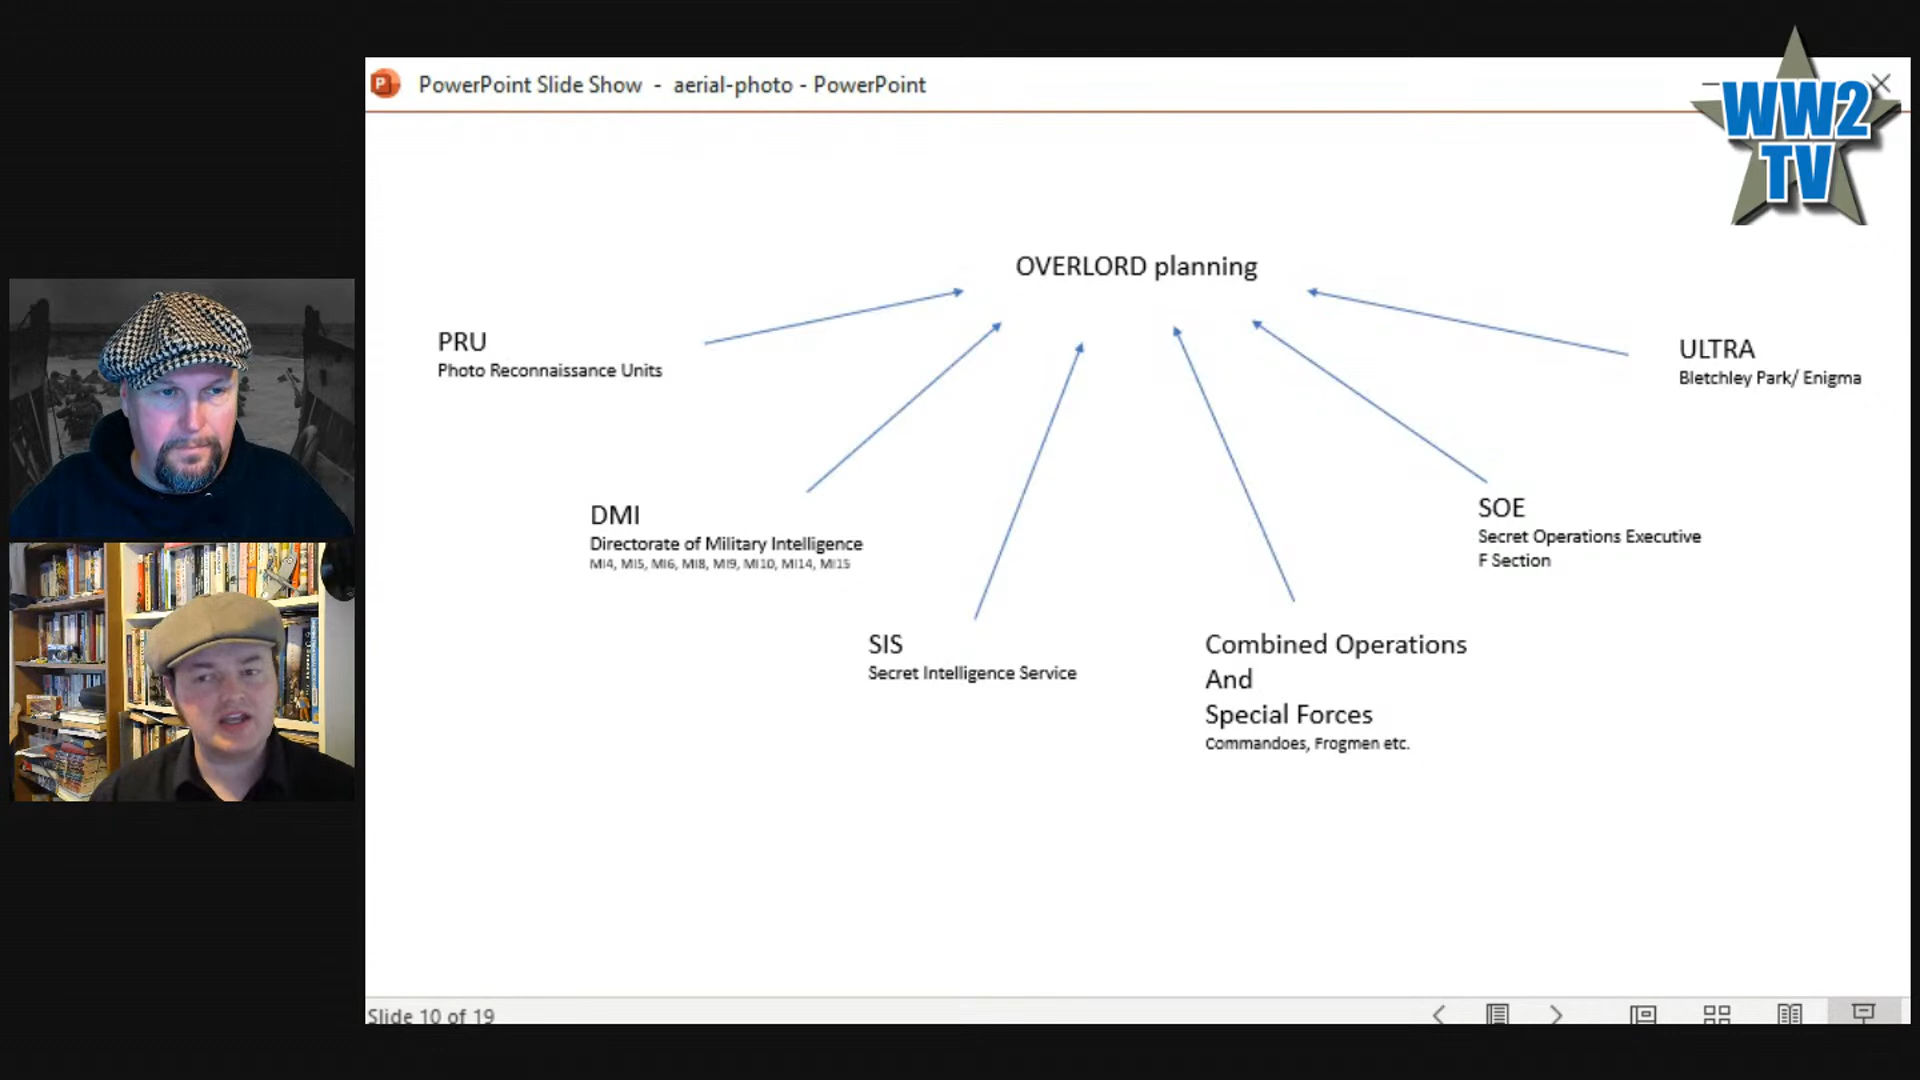 PowerPoint Slide Show - aerial-photo - PowerPoint
WW2
TV
OVERLORD planning
PRU
Photo Reconnaissance Units
ULTRA
Bletchley Park/ Enigma
DMI
Directorate of Military Intelligence
MI4, MI5, MI6, MI8, MI9, MI10, MI14, MI15
SOE
Secret Operations Executive
F Section
SIS
Secret Intelligence Service
Combined Operations
And
Special Forces
Commandoes, Frogmen etc.
Slide 10 of 19